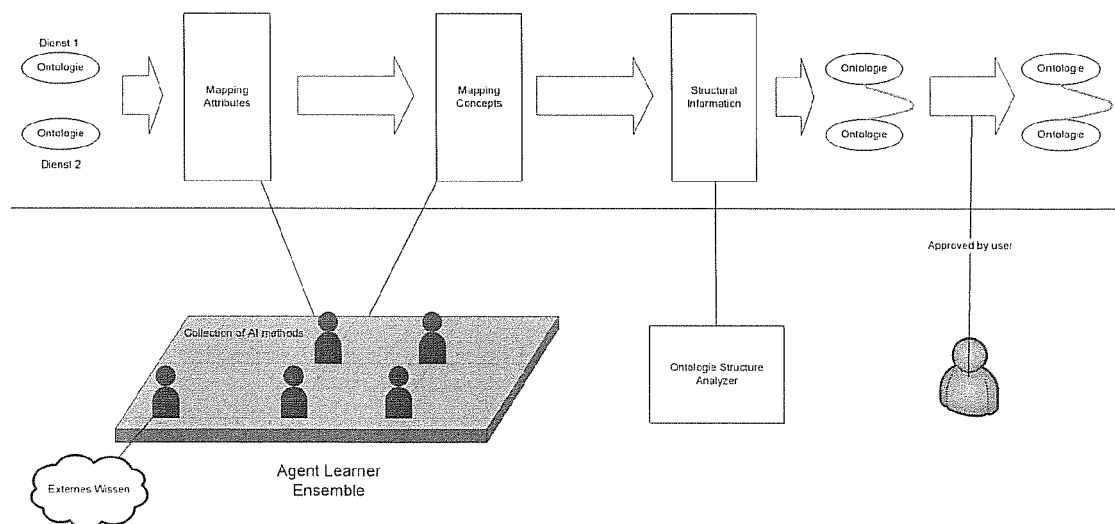 Dienst 1
Ontologie
Ontologie
Dienst 2
Mapping
Attributes
Mapping
Concepts
Structural
Information
Ontologie
Ontologie
Ontologie
Ontologie
Approved by user
Collection of AI methods
Ontologie Structure
Analyzer
Agent Learner
Ensemble
Externes Wissen